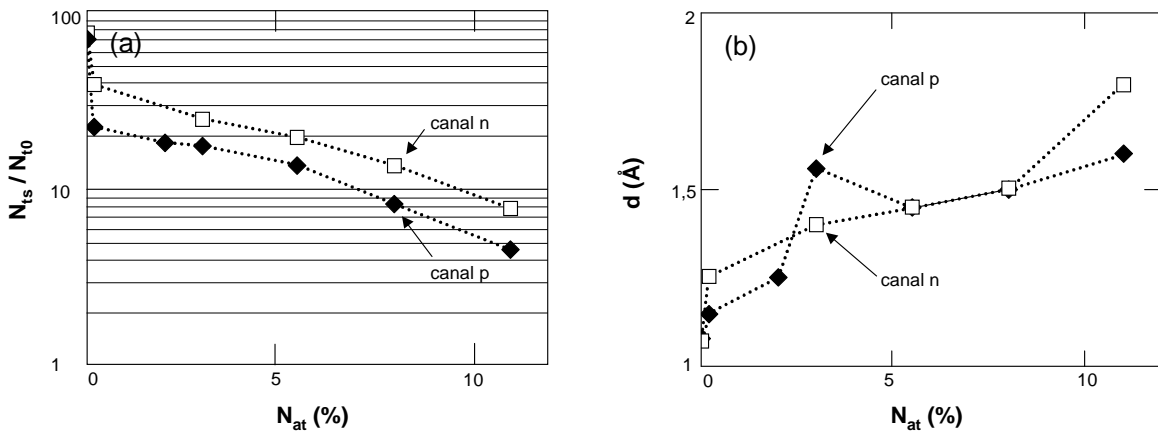 (a)
100
10
1
N_ts / N_t0
canal n
canal p
0
5
10
N_at (%)
(b)
2
1,5
1
d (Å)
canal p
canal n
0
5
10
N_at (%)